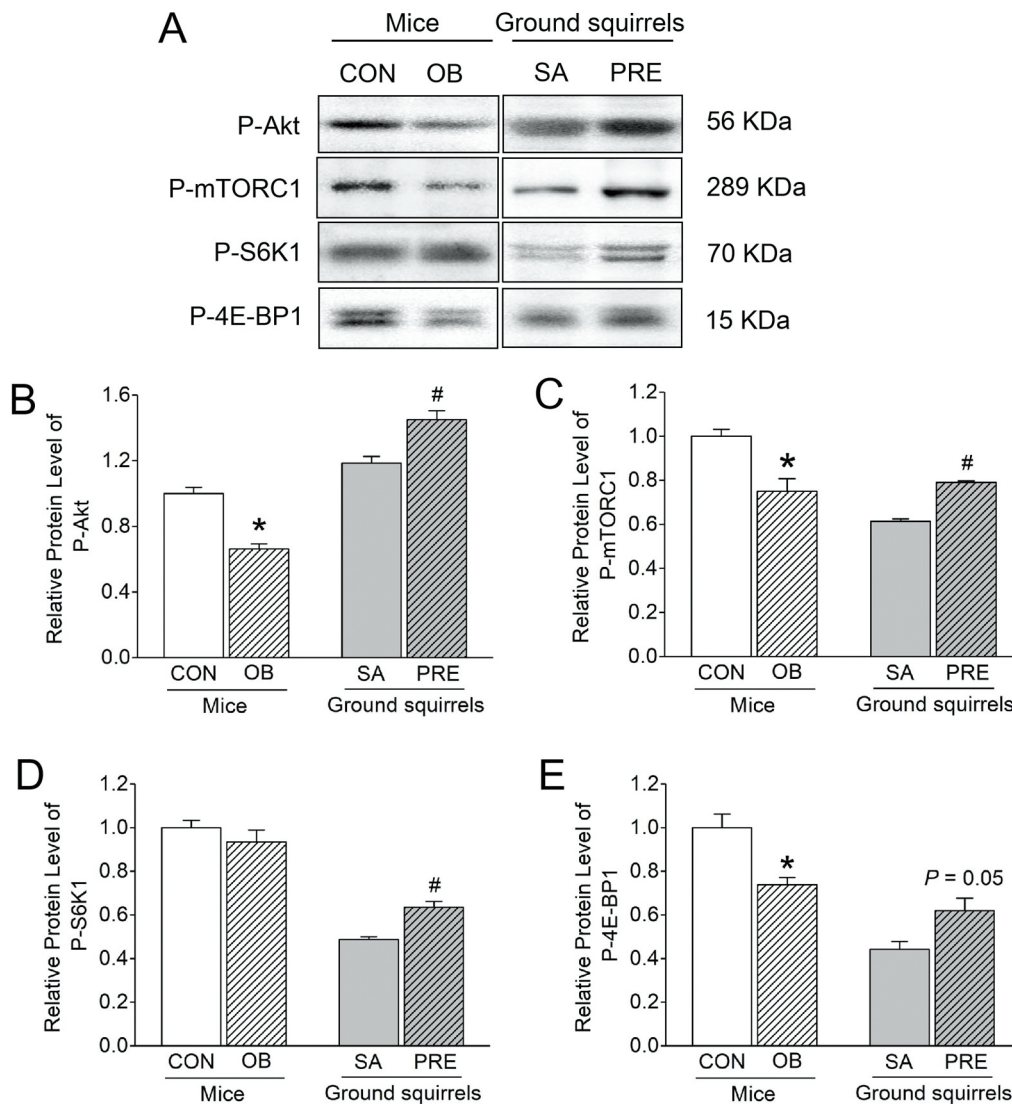 A
Mice
Ground squirrels
CON OB SA PRE
P-Akt 56 KDa
P-mTORC1 289 KDa
P-S6K1 70 KDa
P-4E-BP1 15 KDa
B
Relative Protein Level of
P-Akt
1.6
1.2
0.8
0.4
0.0
*
#
CON OB SA PRE
Mice Ground squirrels
C
Relative Protein Level of
P-mTORC1
1.2
1.0
0.8
0.6
0.4
0.2
0.0
*
#
CON OB SA PRE
Mice Ground squirrels
D
Relative Protein Level of
P-S6K1
1.2
1.0
0.8
0.6
0.4
0.2
0.0
#
CON OB SA PRE
Mice Ground squirrels
E
Relative Protein Level of
P-4E-BP1
1.2
1.0
0.8
0.6
0.4
0.2
0.0
*
P = 0.05
CON OB SA PRE
Mice Ground squirrels